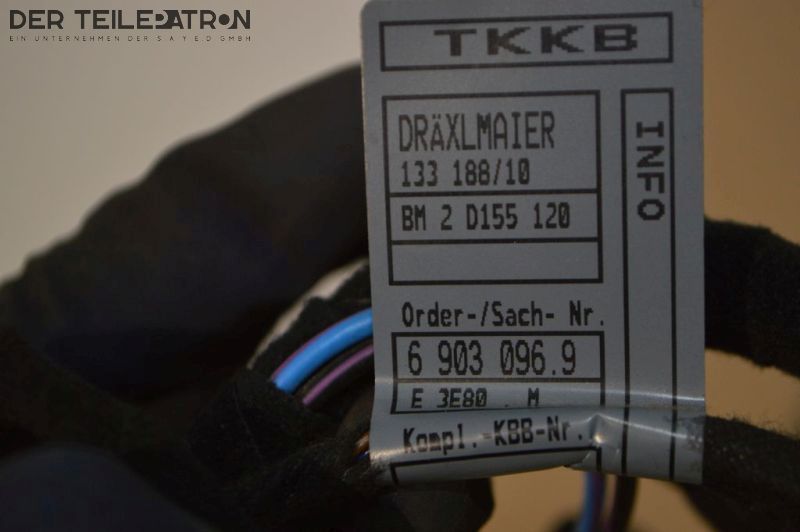 DER TEILEPATRON
EIN UNTERNEHMEN DER S A Y E D GMBH
TKKB
DRÄXLMAIER
133 188/10
BM 2 D155 120
INFO
Order-/Sach- Nr.
6 903 096.9
E 3E80 . M
Kompl.-KBB-Nr.